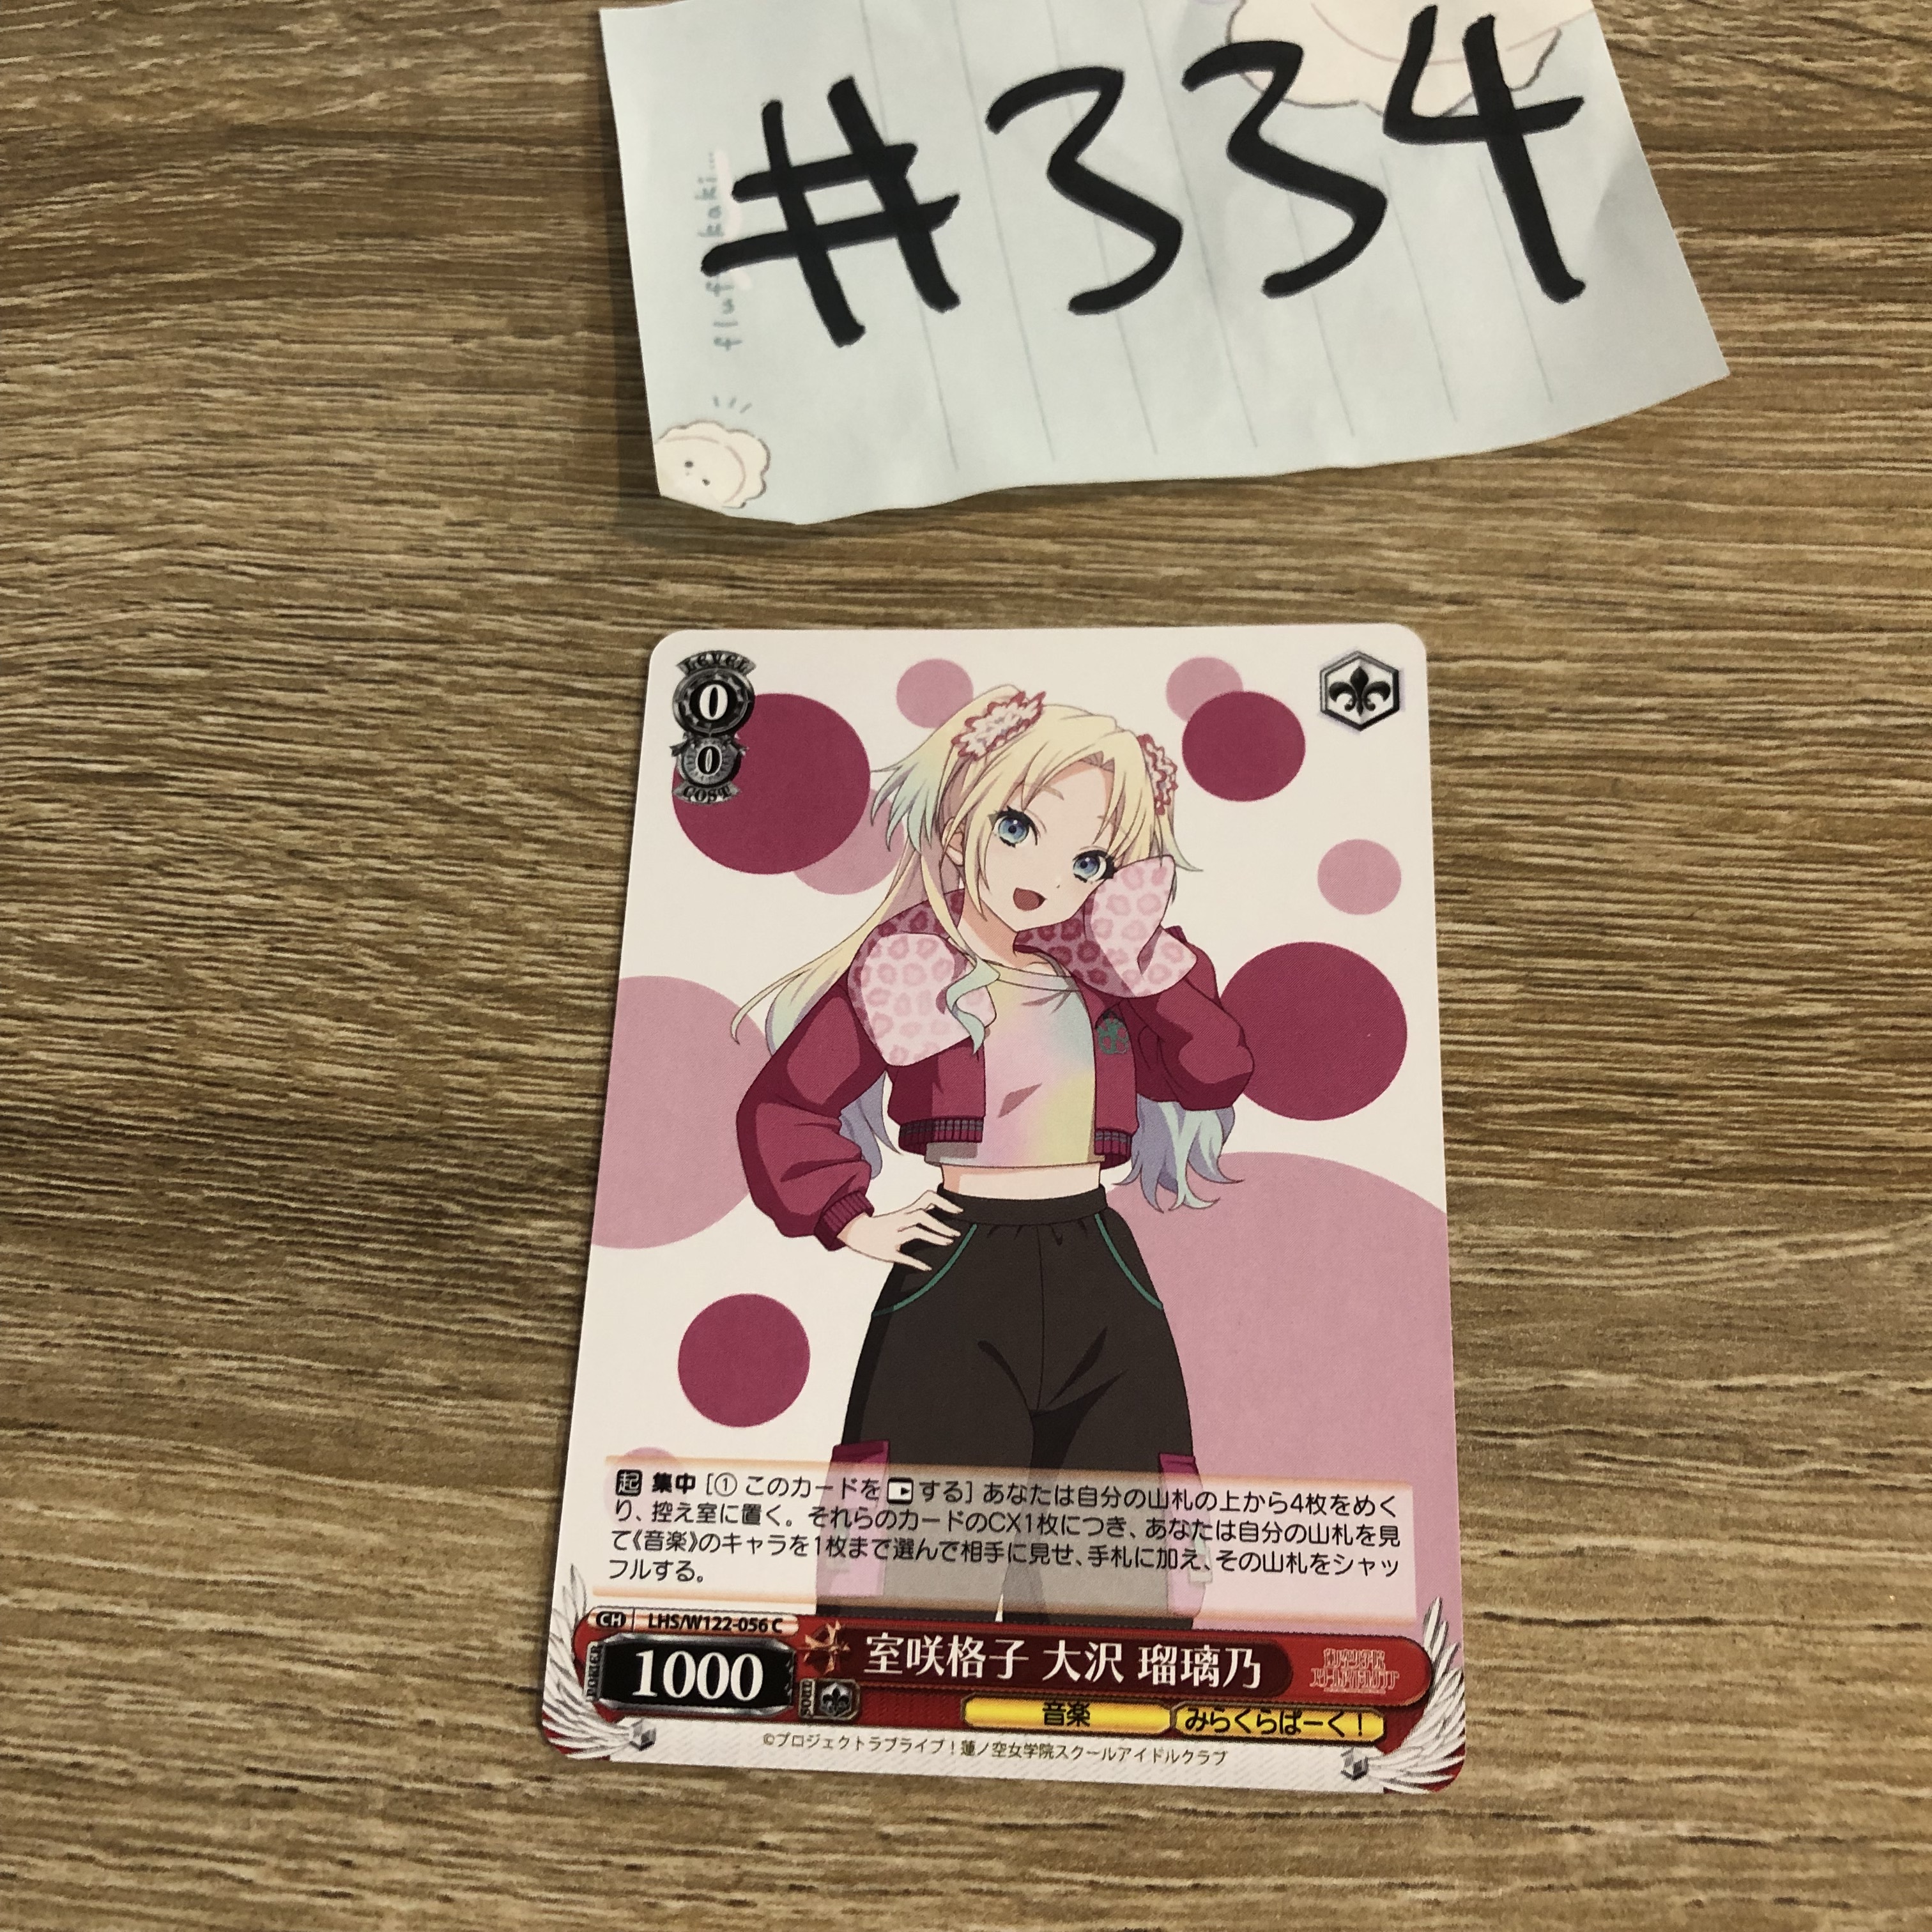 #334
fluf kaki...
LEVEL
0
0
COST
起 集中 [① このカードを する] あなたは自分の山札の上から4枚をめく
り、控え室に置く。それらのカードのCX1枚につき、あなたは自分の山札を見
て《音楽》のキャラを1枚まで選んで相手に見せ、手札に加え、その山札をシャッ
フルする。
CH LHS/W122-056 C
POWER 1000
室咲格子 大沢 瑠璃乃
SOUL
音楽 みらくらぱーく!
©プロジェクトラブライブ!蓮ノ空女学院スクールアイドルクラブ